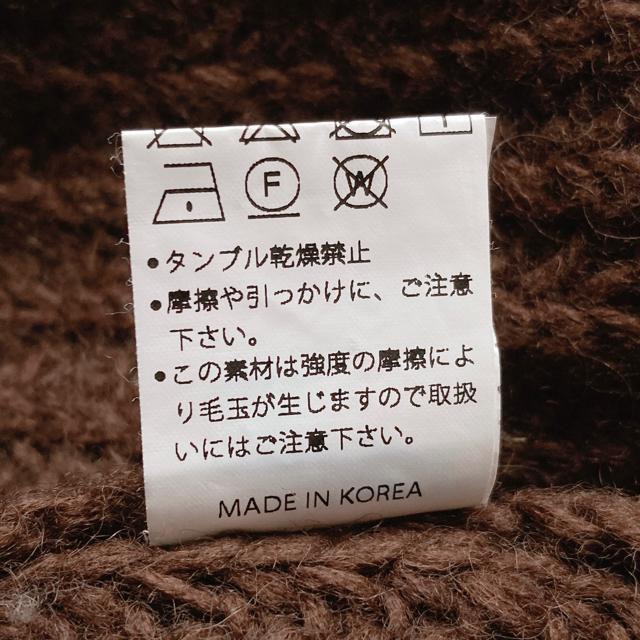 F
W
●タンブル乾燥禁止
●摩擦や引っかけに、ご注意
下さい。
●この素材は強度の摩擦によ
り毛玉が生じますので取扱
いにはご注意下さい。
MADE IN KOREA